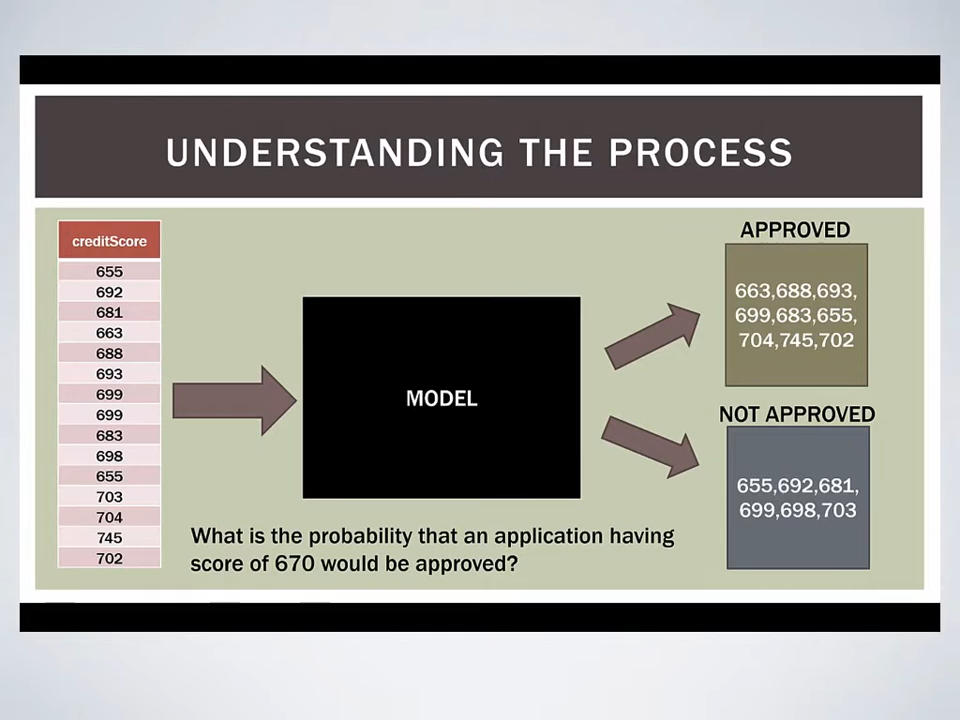 UNDERSTANDING THE PROCESS
creditScore
655
692
681
663
688
693
699
699
683
698
655
703
704
745
702
MODEL
What is the probability that an application having
score of 670 would be approved?
APPROVED
663,688,693,
699,683,655,
704,745,702
NOT APPROVED
655,692,681,
699,698,703